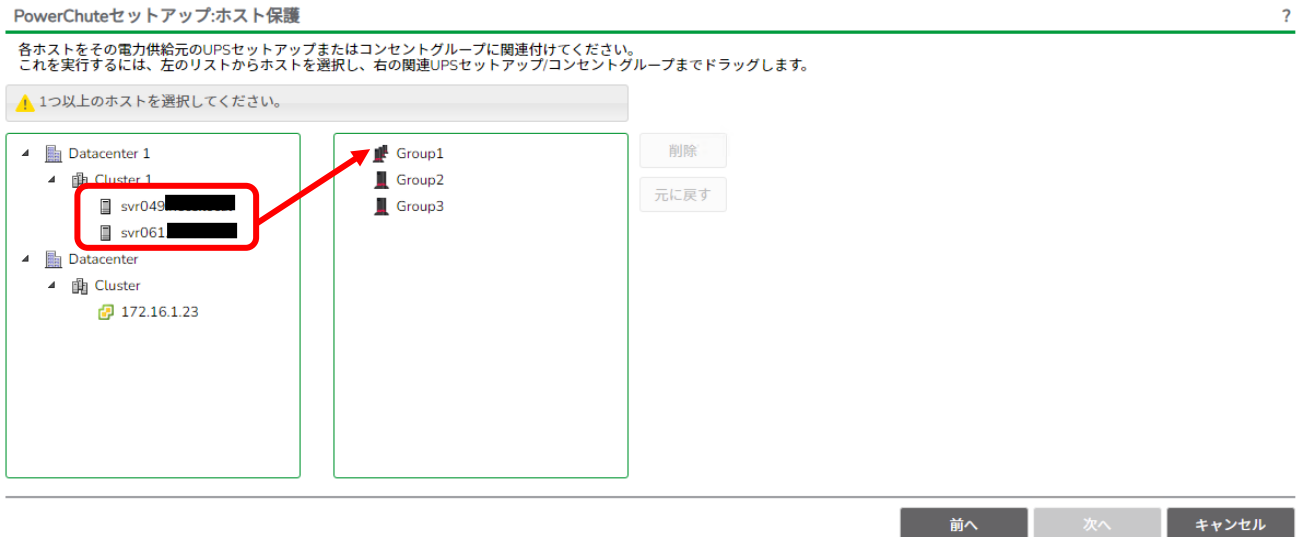 PowerChuteセットアップ:ホスト保護
?
各ホストをその電力供給元のUPSセットアップまたはコンセントグループに関連付けてください。
これを実行するには、左のリストからホストを選択し、右の関連UPSセットアップ/コンセントグループまでドラッグします。
1つ以上のホストを選択してください。
Datacenter 1
Cluster 1
svr049
svr061
Datacenter
Cluster
172.16.1.23
Group1
Group2
Group3
削除
元に戻す
前へ
次へ
キャンセル